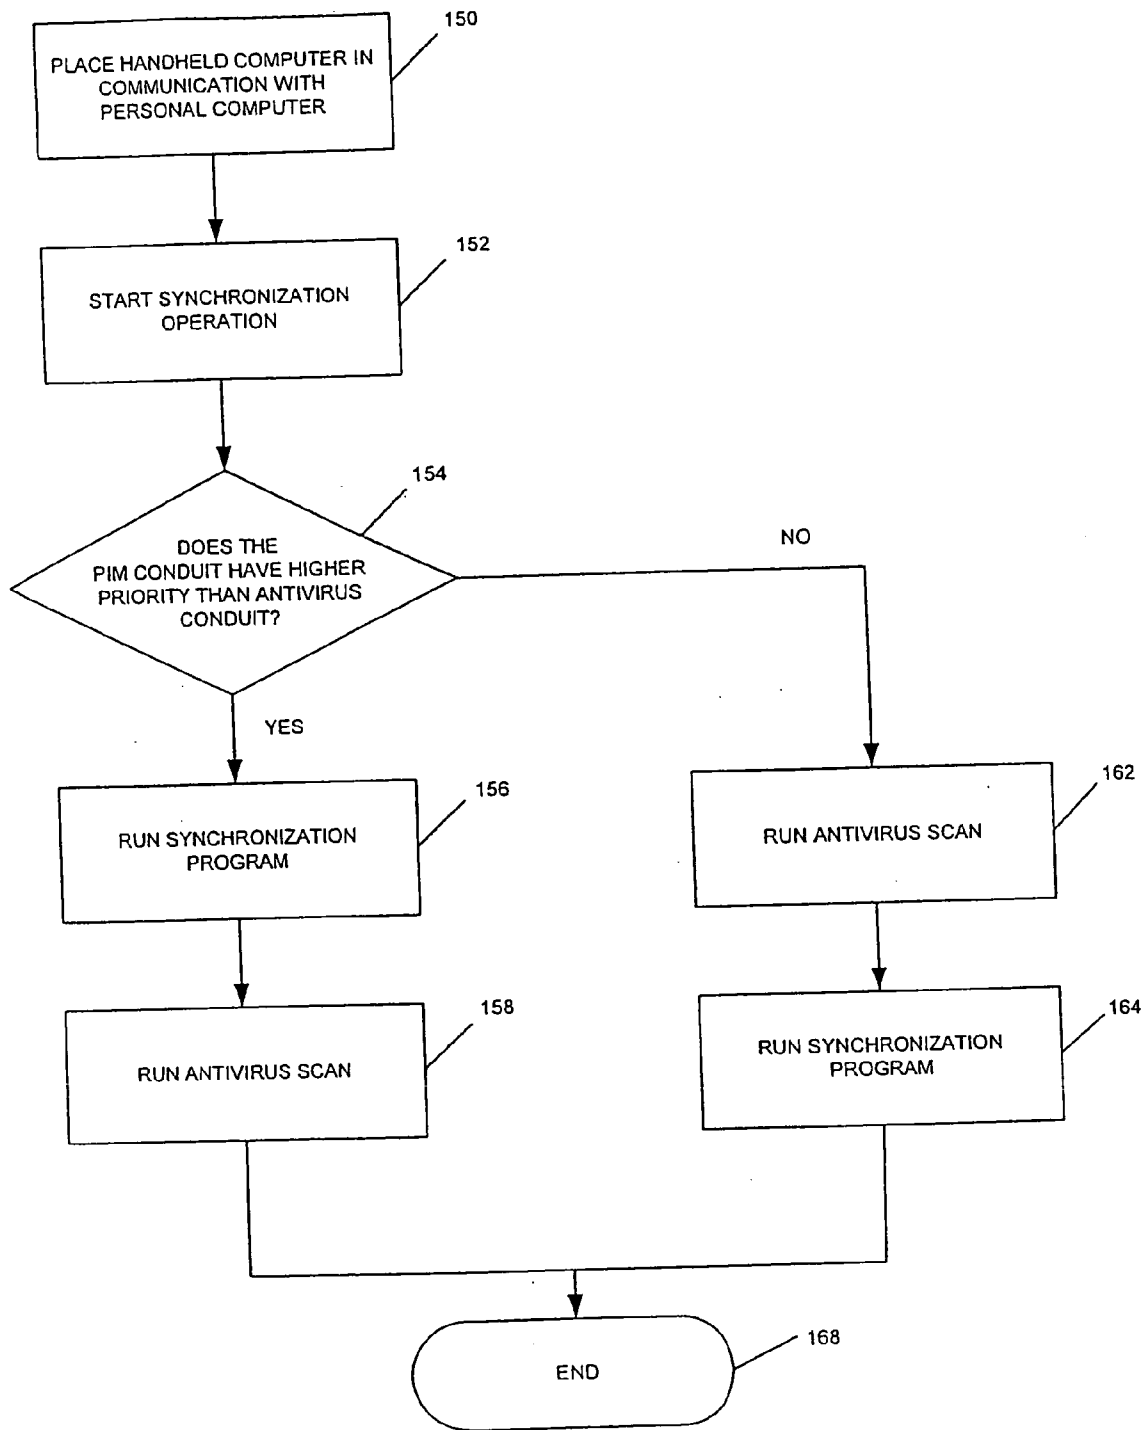 150
PLACE HANDHELD COMPUTER IN
COMMUNICATION WITH
PERSONAL COMPUTER
152
START SYNCHRONIZATION
OPERATION
154
DOES THE
PIM CONDUIT HAVE HIGHER
PRIORITY THAN ANTIVIRUS
CONDUIT?
NO
YES
156
RUN SYNCHRONIZATION
PROGRAM
162
RUN ANTIVIRUS SCAN
158
RUN ANTIVIRUS SCAN
164
RUN SYNCHRONIZATION
PROGRAM
168
END